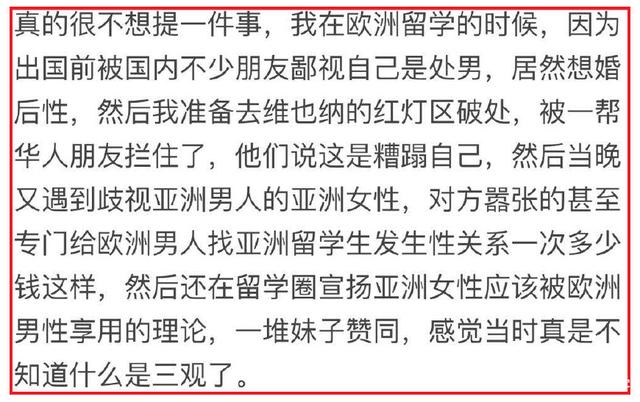 真的很不想提一件事，我在欧洲留学的时候，因为
出国前被国内不少朋友鄙视自己是处男，居然想婚
后性，然后我准备去维也纳的红灯区破处，被一帮
华人朋友拦住了，他们说这是糟蹋自己，然后当晚
又遇到歧视亚洲男人的亚洲女性，对方嚣张的甚至
专门给欧洲男人找亚洲留学生发生性关系一次多少
钱这样，然后还在留学圈宣扬亚洲女性应该被欧洲
男性享用的理论，一堆妹子赞同，感觉当时真是不
知道什么是三观了。